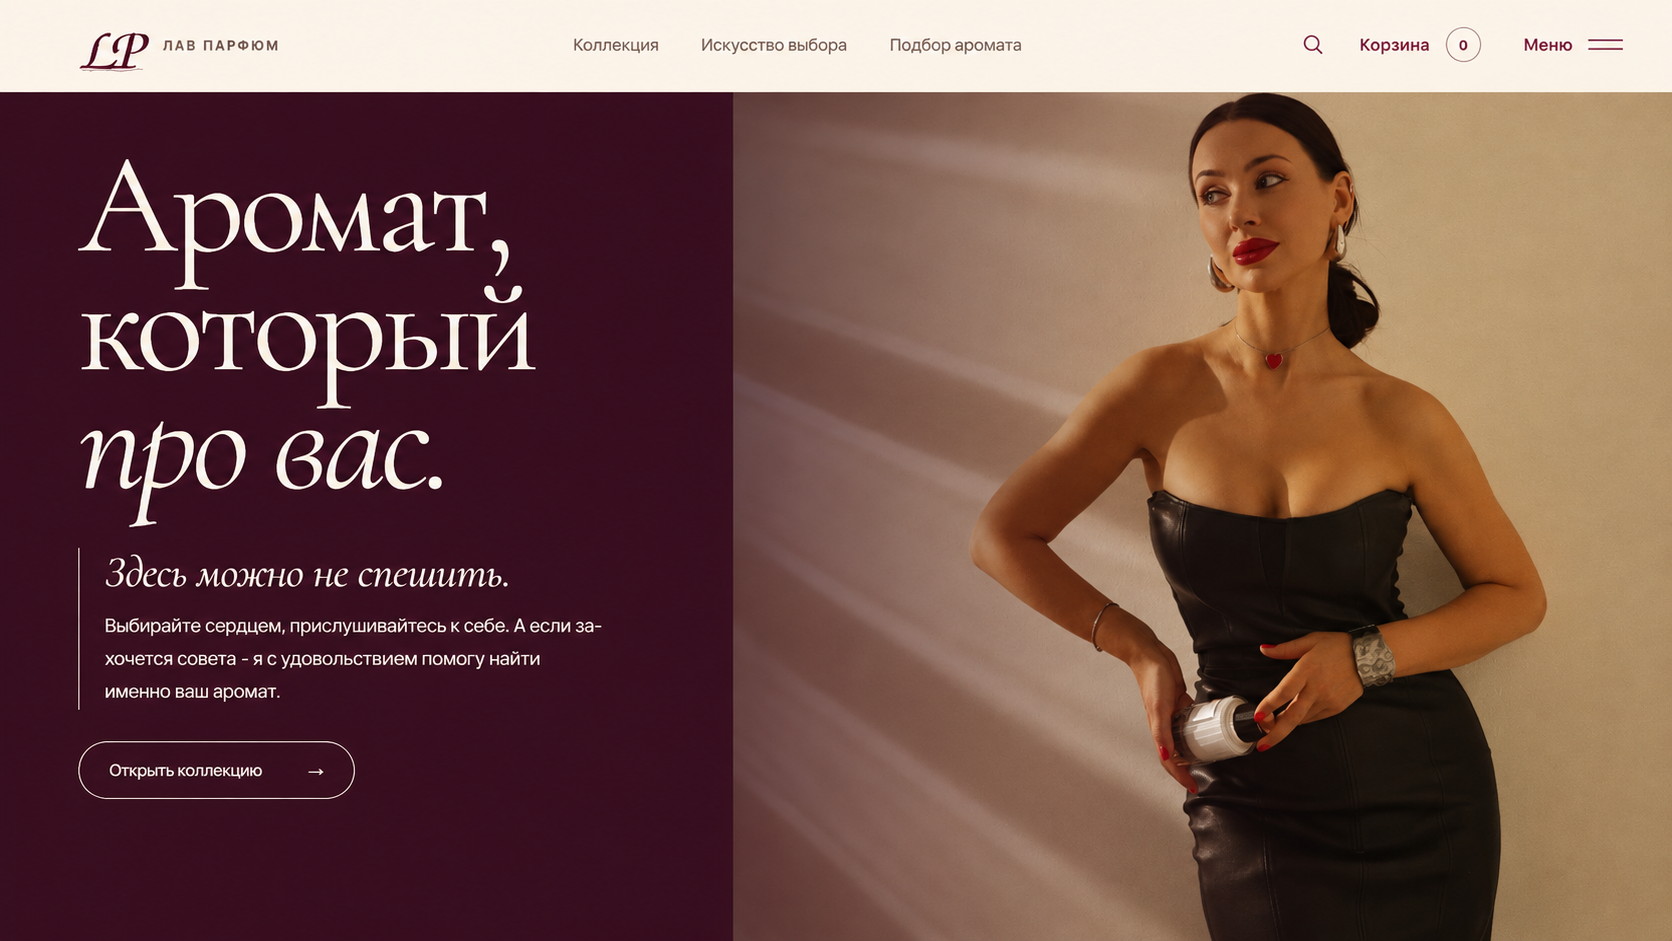 LP ЛАВ ПАРФЮМ
Коллекция
Искусство выбора
Подбор аромата
Корзина 0
Меню
Аромат,
который
про вас.
Здесь можно не спешить.
Выбирайте сердцем, прислушивайтесь к себе. А если за-
хочется совета - я с удовольствием помогу найти
именно ваш аромат.
Открыть коллекцию →